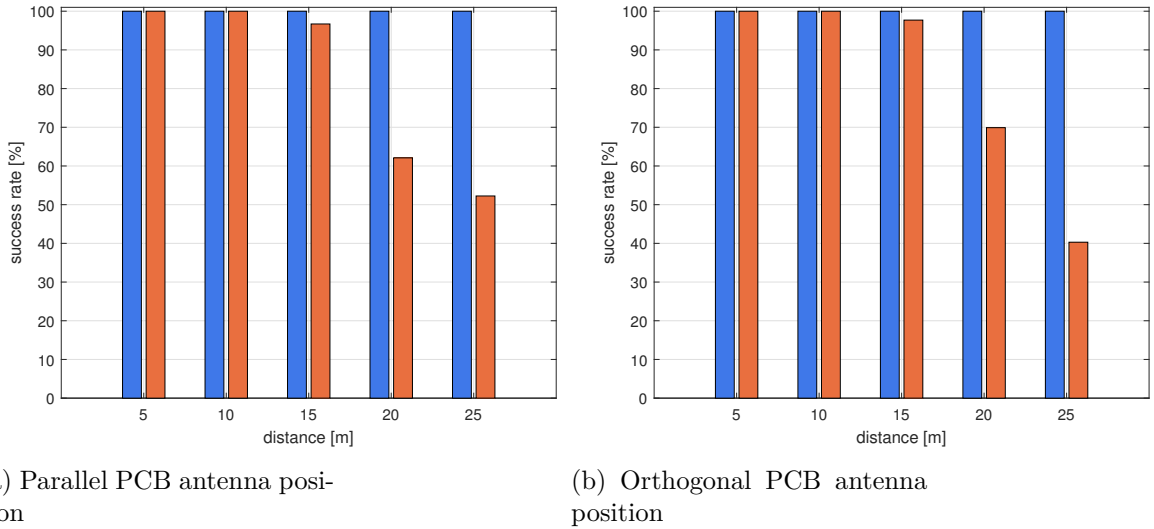 100
90
80
70
60
50
40
30
20
10
0
success rate [%]
5 10 15 20 25
distance [m]
100
90
80
70
60
50
40
30
20
10
0
success rate [%]
5 10 15 20 25
distance [m]
) Parallel PCB antenna posi-
on
(b) Orthogonal PCB antenna
position